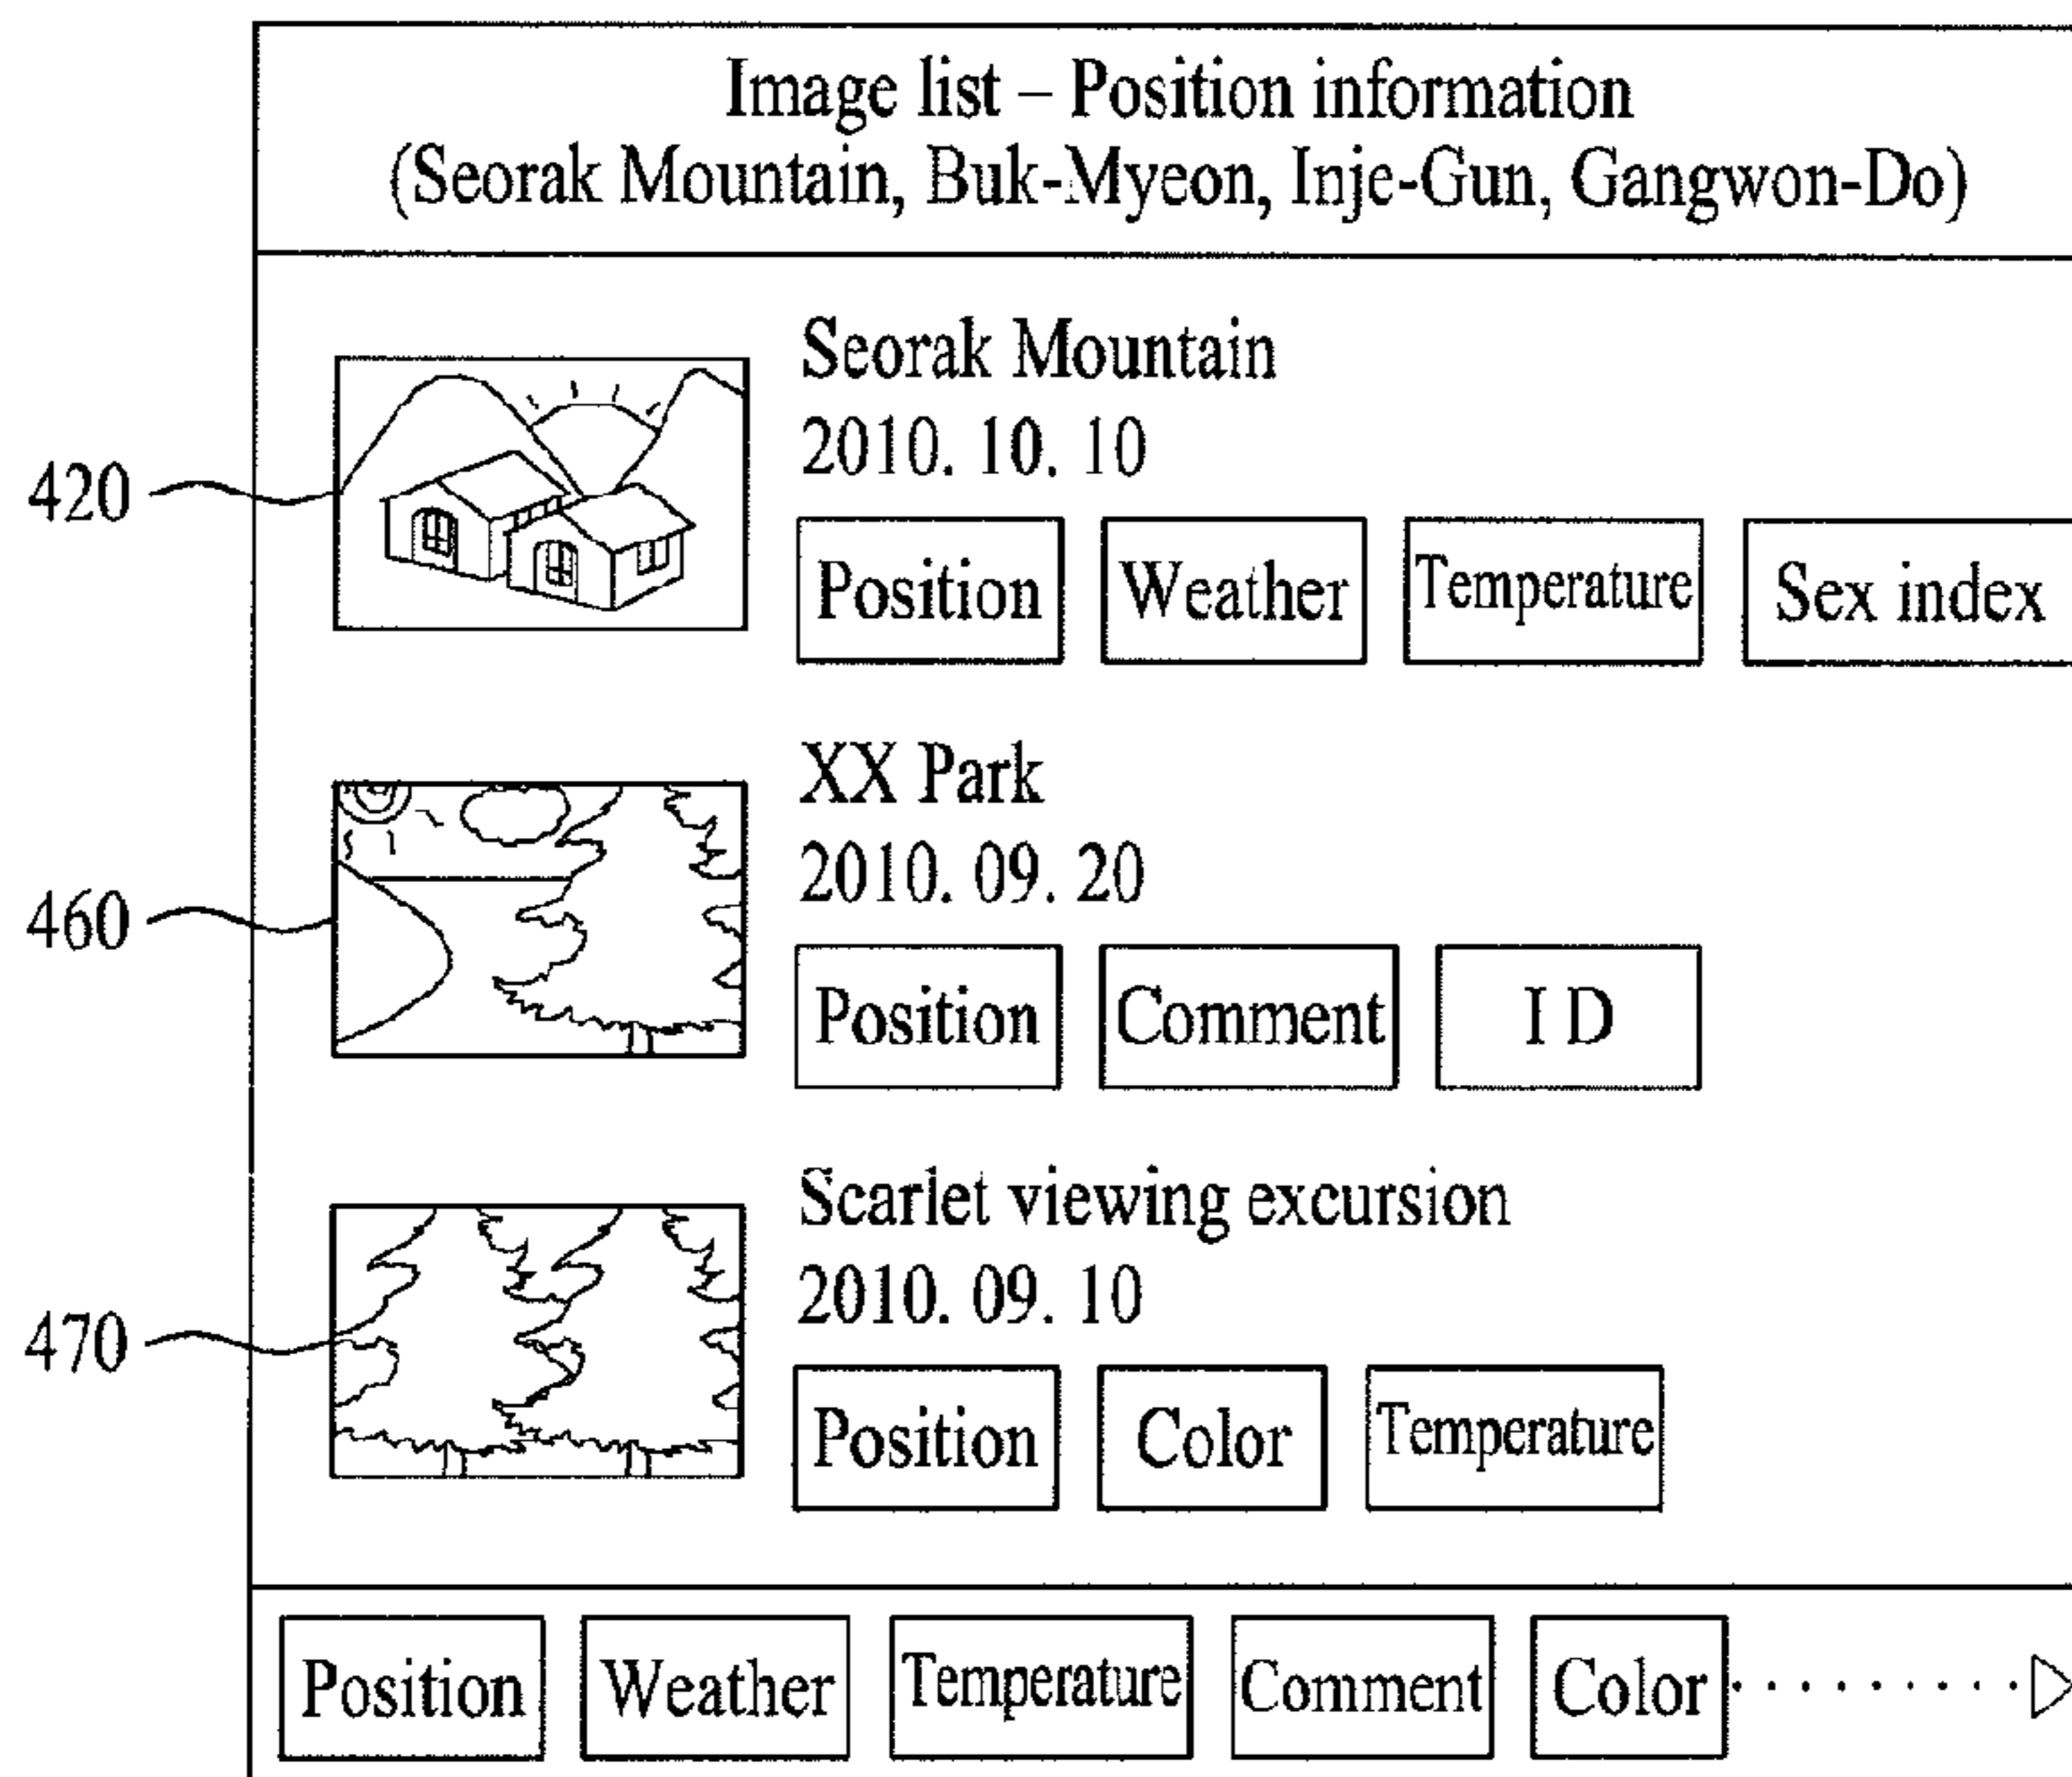 Image list – Position information
(Seorak Mountain, Buk-Myeon, Inje-Gun, Gangwon-Do)
420
Seorak Mountain
2010. 10. 10
Position Weather Temperature Sex index
460
XX Park
2010. 09. 20
Position Comment I D
470
Scarlet viewing excursion
2010. 09. 10
Position Color Temperature
Position Weather Temperature Comment Color